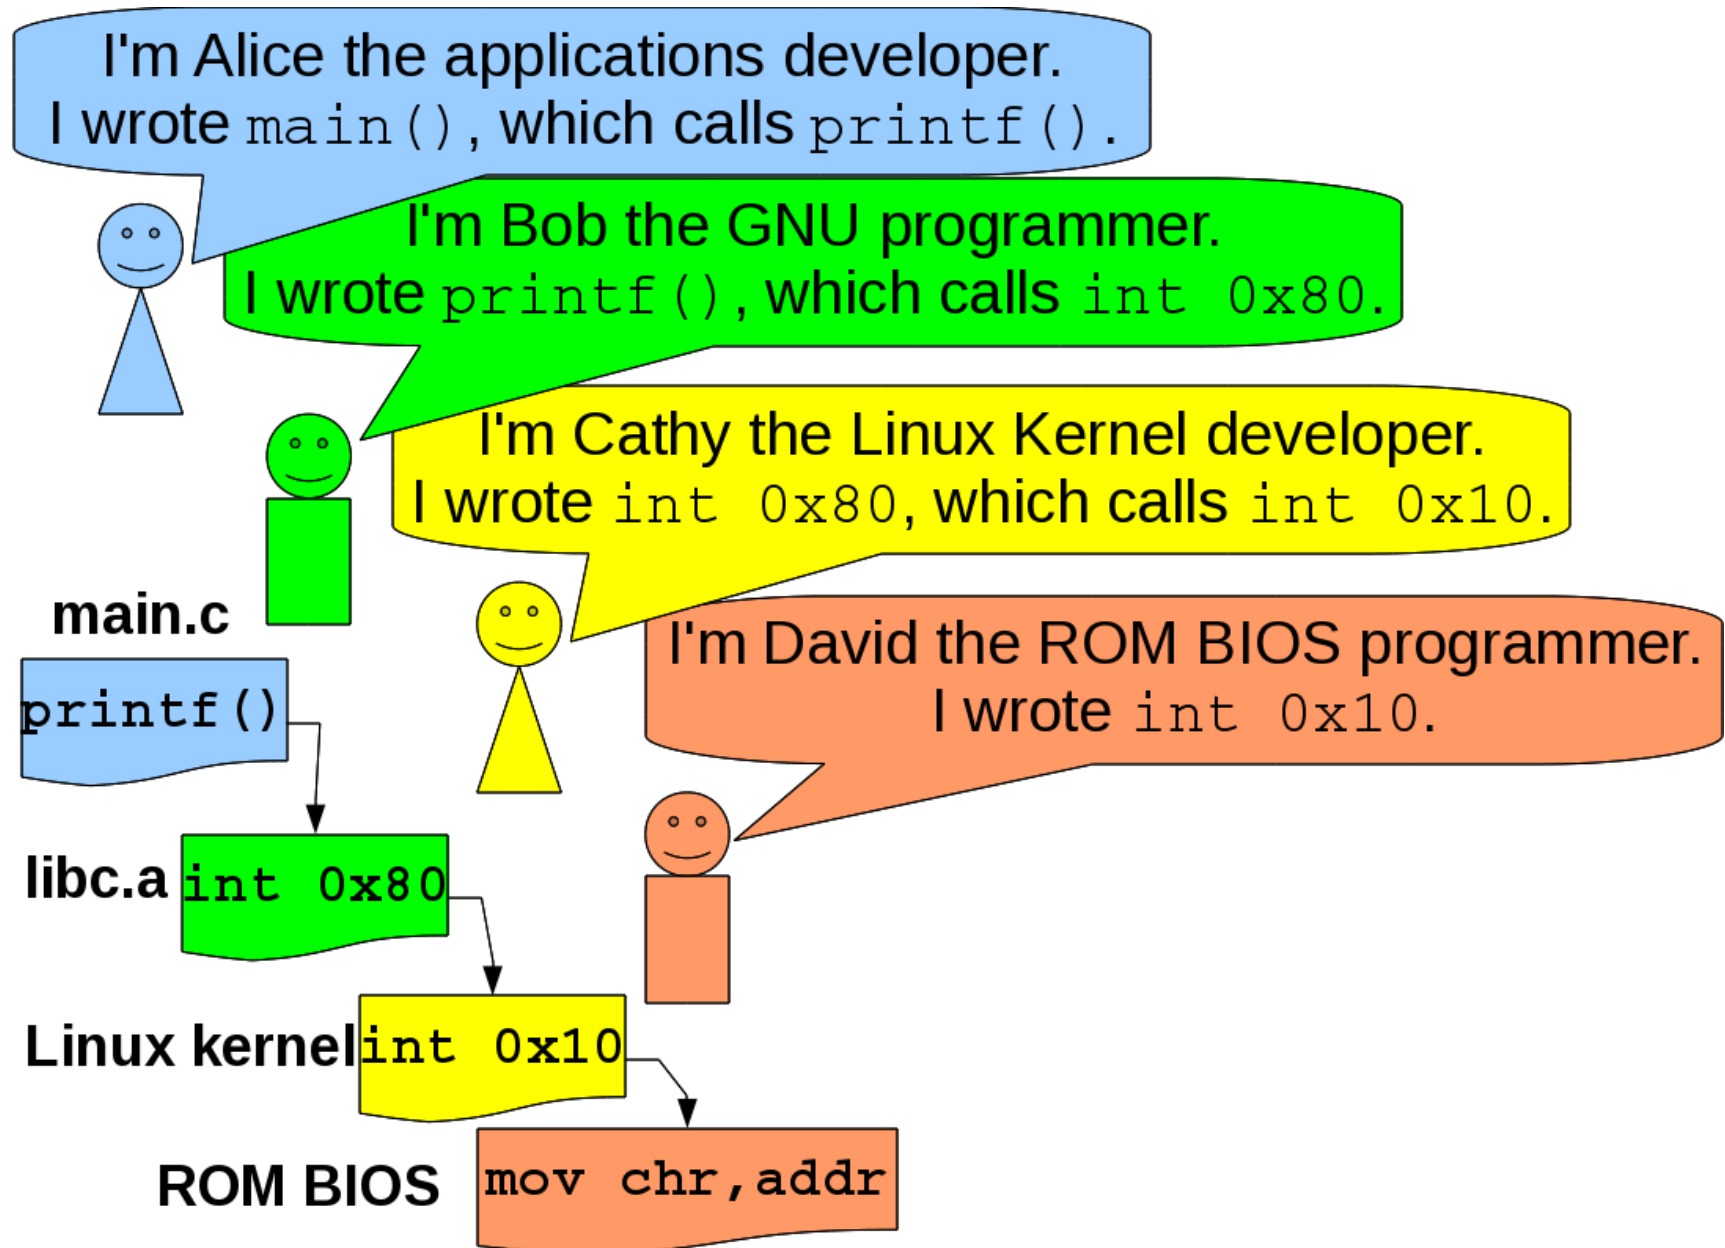 I'm Alice the applications developer.
I wrote main(), which calls printf().
I'm Bob the GNU programmer.
I wrote printf(), which calls int 0x80.
I'm Cathy the Linux Kernel developer.
I wrote int 0x80, which calls int 0x10.
I'm David the ROM BIOS programmer.
I wrote int 0x10.
main.c
printf()
libc.a
int 0x80
Linux kernel
int 0x10
ROM BIOS
mov chr,addr